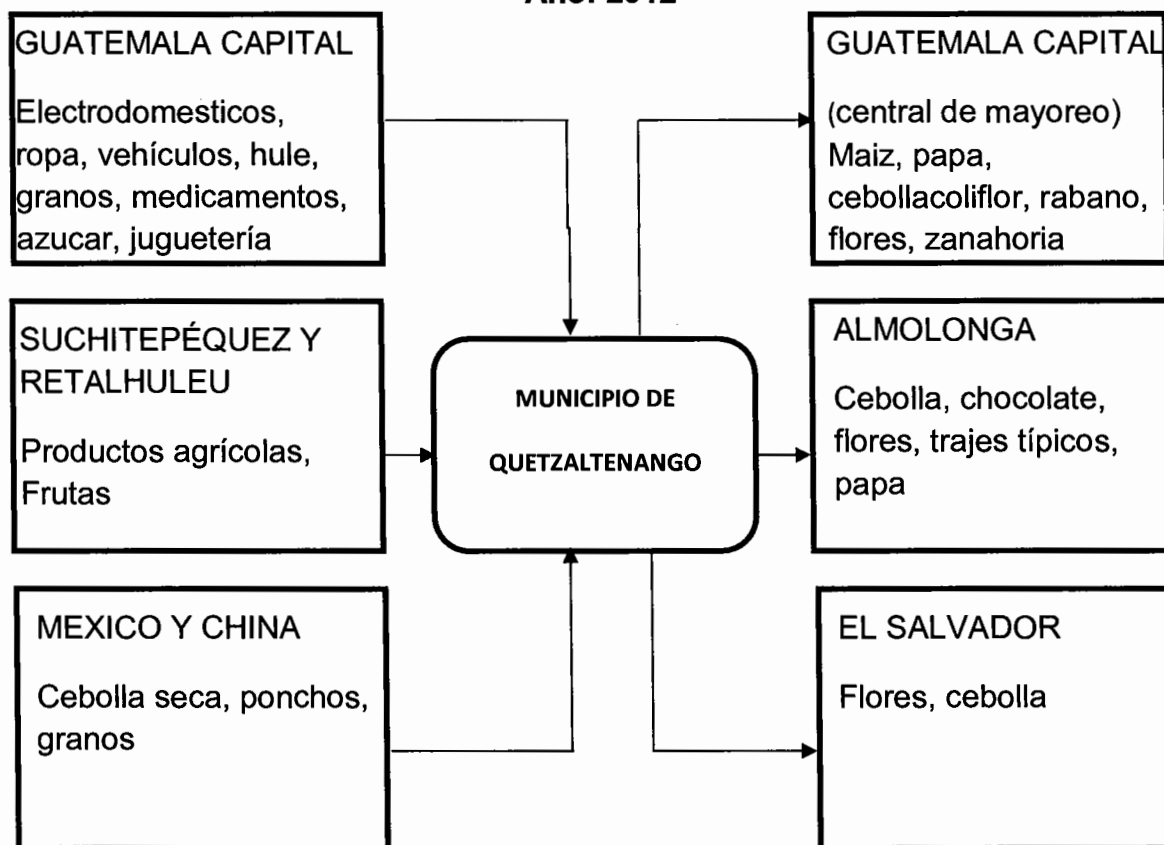 GUATEMALA CAPITAL
Electrodomesticos,
ropa, vehículos, hule,
granos, medicamentos,
azucar, juguetería
SUCHITEPÉQUEZ Y
RETALHULEU
Productos agrícolas,
Frutas
MEXICO Y CHINA
Cebolla seca, ponchos,
granos
MUNICIPIO DE
QUETZALTENANGO
GUATEMALA CAPITAL
(central de mayoreo)
Maiz, papa,
cebollacoliflor, rabano,
flores, zanahoria
ALMOLONGA
Cebolla, chocolate,
flores, trajes típicos,
papa
EL SALVADOR
Flores, cebolla